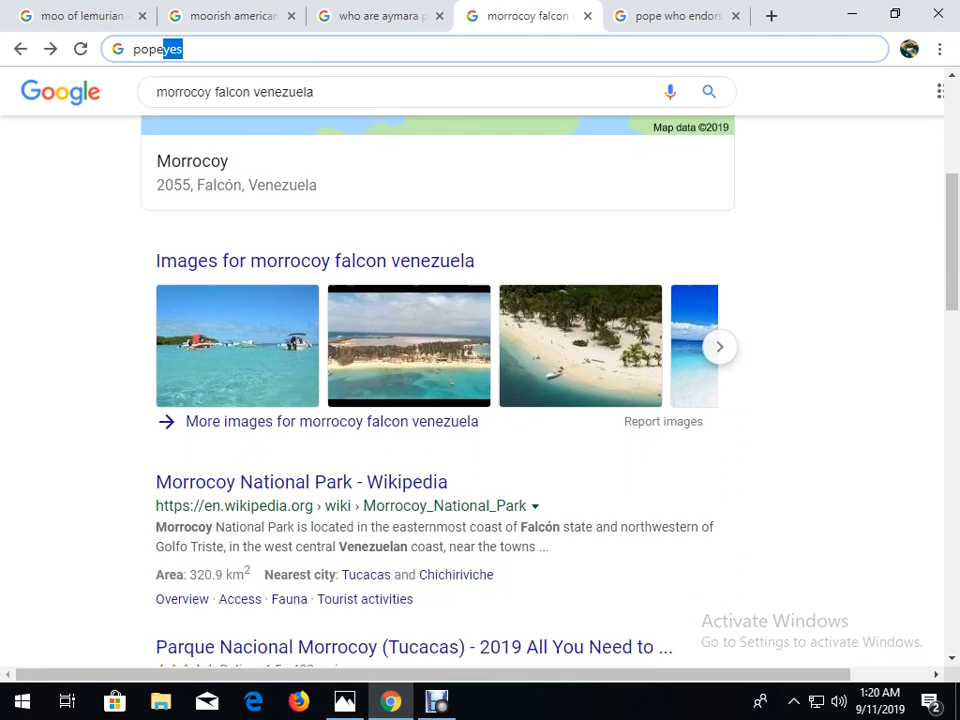 moo of lemurian
moorish american
who are aymara p
morrocoy falcon v
pope who endors
popeyes
Google
morrocoy falcon venezuela
Map data ©2019
Morrocoy
2055, Falcón, Venezuela
Images for morrocoy falcon venezuela
More images for morrocoy falcon venezuela
Report images
Morrocoy National Park - Wikipedia
https://en.wikipedia.org › wiki › Morrocoy_National_Park
Morrocoy National Park is located in the easternmost coast of Falcón state and northwestern of
Golfo Triste, in the west central Venezuelan coast, near the towns ...
Area: 320.9 km2 Nearest city: Tucacas and Chichiriviche
Overview · Access · Fauna · Tourist activities
Parque Nacional Morrocoy (Tucacas) - 2019 All You Need to ...
Activate Windows
Go to Settings to activate Windows.
1:20 AM
9/11/2019
2